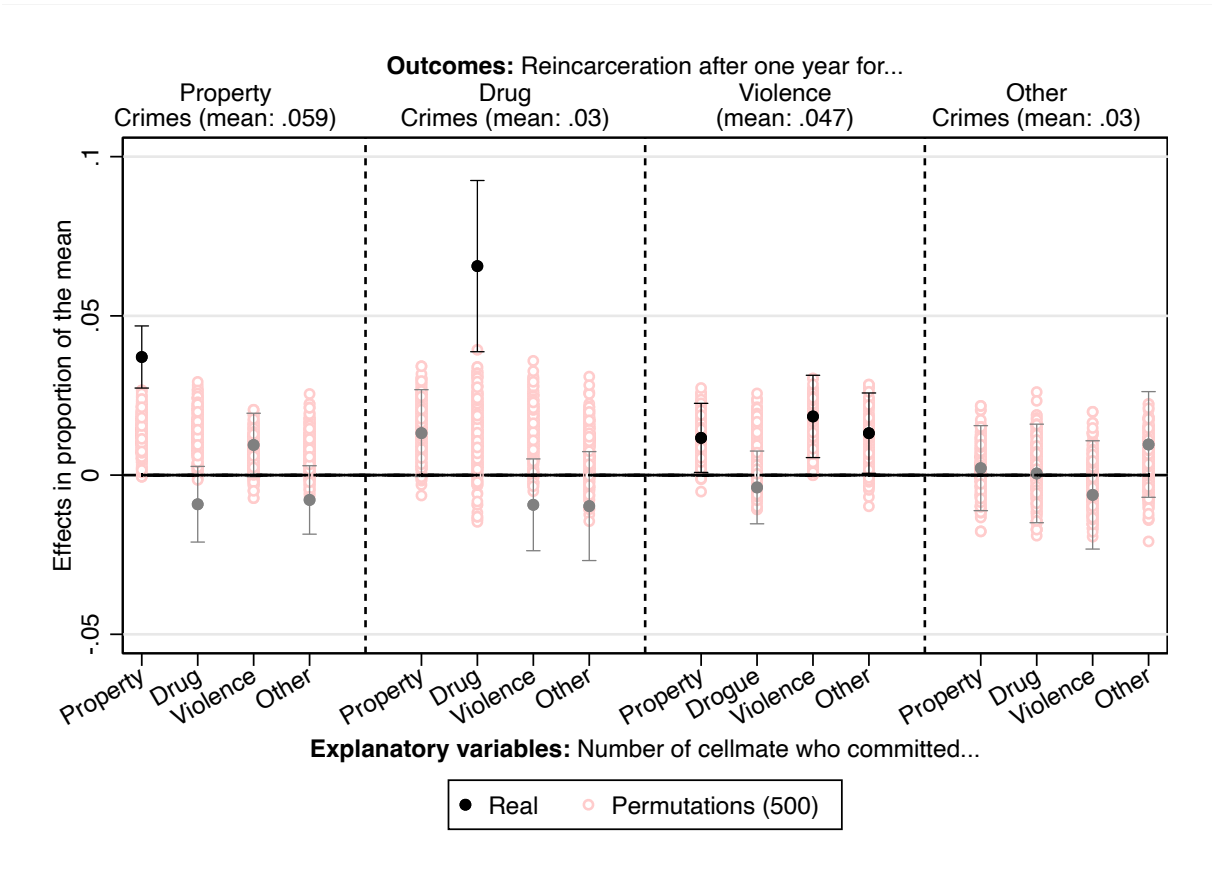 Outcomes: Reincarceration after one year for...
Property
Crimes (mean: .059)
Drug
Crimes (mean: .03)
Violence
(mean: .047)
Other
Crimes (mean: .03)
Effects in proportion of the mean
.1
.05
0
-.05
Property
Drug
Violence
Other
Property
Drug
Violence
Other
Property
Drogue
Violence
Other
Property
Drug
Violence
Other
Explanatory variables: Number of cellmate who committed...
Real
Permutations (500)